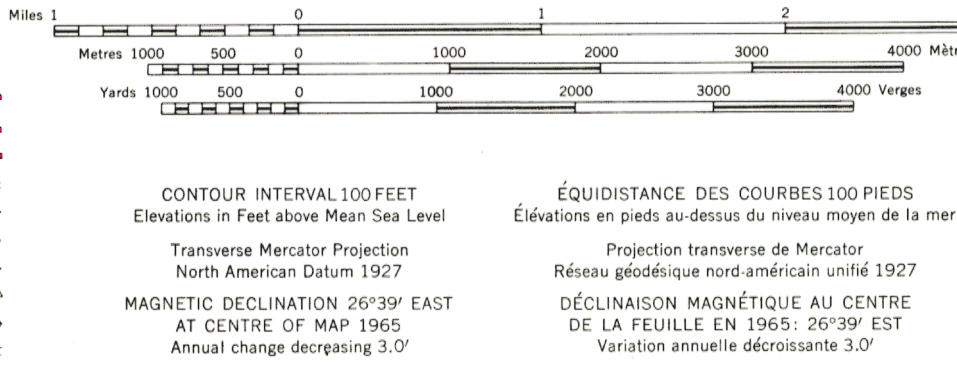 Miles 1 0 1 2
Metres 1000 500 0 1000 2000 3000 4000 Mèt
Yards 1000 500 0 1000 2000 3000 4000 Verges
CONTOUR INTERVAL 100 FEET
Elevations in Feet above Mean Sea Level
Transverse Mercator Projection
North American Datum 1927
MAGNETIC DECLINATION 26°39′ EAST
AT CENTRE OF MAP 1965
Annual change decreasing 3.0′
ÉQUIDISTANCE DES COURBES 100 PIEDS
Élévations en pieds au-dessus du niveau moyen de la mer
Projection transverse de Mercator
Réseau géodésique nord-américain unifié 1927
DÉCLINAISON MAGNÉTIQUE AU CENTRE
DE LA FEUILLE EN 1965: 26°39′ EST
Variation annuelle décroissante 3.0′